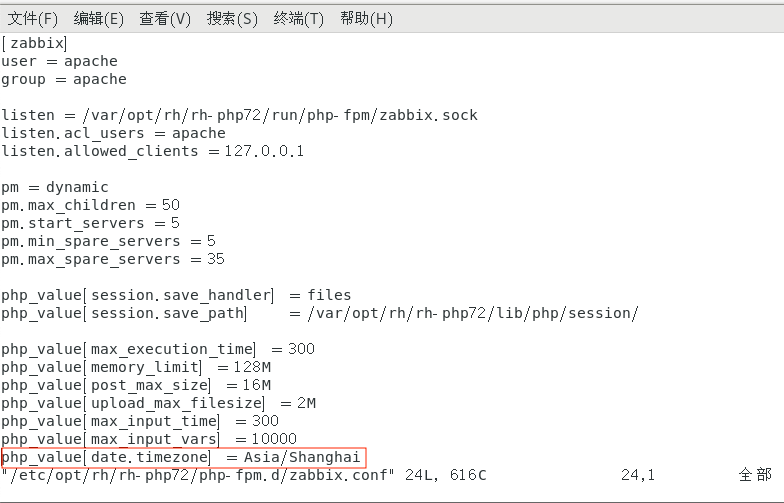 文件(F) 编辑(E) 查看(V) 搜索(S) 终端(T) 帮助(H)
[zabbix]
user = apache
group = apache
listen = /var/opt/rh/rh-php72/run/php-fpm/zabbix.sock
listen.acl_users = apache
listen.allowed_clients = 127.0.0.1
pm = dynamic
pm.max_children = 50
pm.start_servers = 5
pm.min_spare_servers = 5
pm.max_spare_servers = 35
php_value[session.save_handler] = files
php_value[session.save_path]    = /var/opt/rh/rh-php72/lib/php/session/
php_value[max_execution_time] = 300
php_value[memory_limit] = 128M
php_value[post_max_size] = 16M
php_value[upload_max_filesize] = 2M
php_value[max_input_time] = 300
php_value[max_input_vars] = 10000
php_value[date.timezone] = Asia/Shanghai
"/etc/opt/rh/rh-php72/php-fpm.d/zabbix.conf" 24L, 616C 24,1 全部